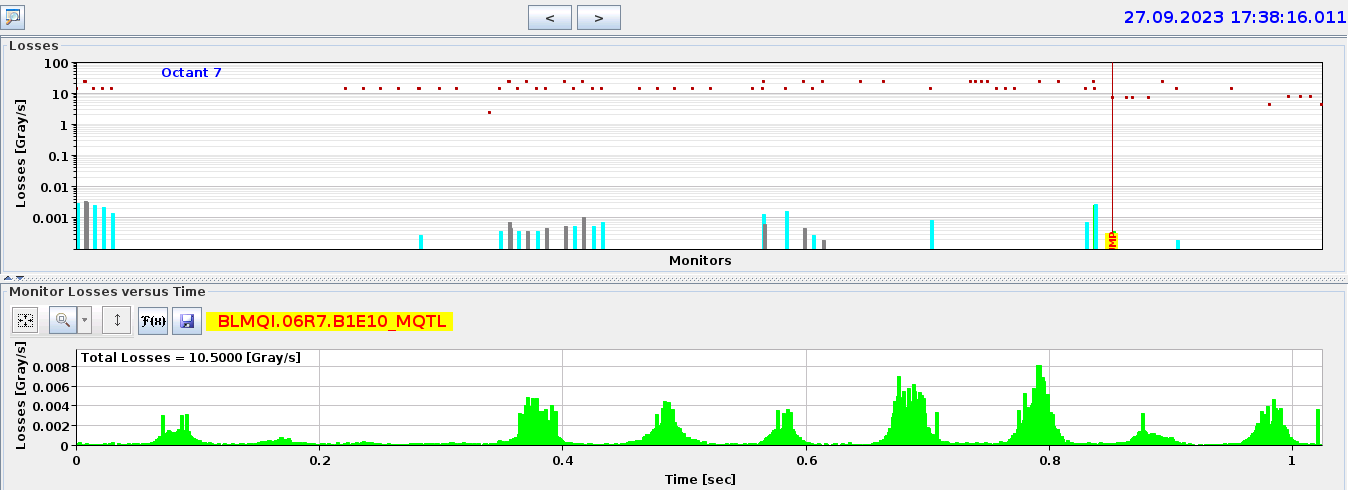 < >
27.09.2023 17:38:16.011
Losses
Losses [Gray/s]
100
10
1
0.1
0.01
0.001
Octant 7
MP
Monitors
Monitor Losses versus Time
F(x)
BLMQI.06R7.B1E10_MQTL
Losses [Gray/s]
Total Losses = 10.5000 [Gray/s]
0.008
0.006
0.004
0.002
0
0 0.2 0.4 0.6 0.8 1
Time [sec]